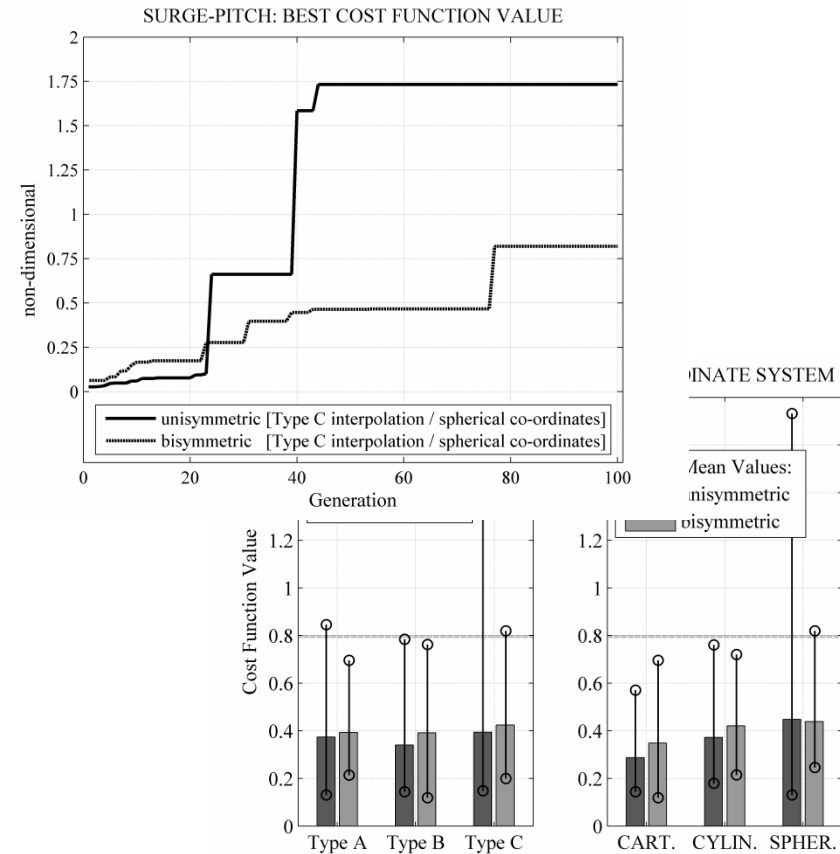 SURGE-PITCH: BEST COST FUNCTION VALUE
2
1.75
1.5
1.25
1
0.75
0.5
0.25
0
non-dimensional
unisymmetric [Type C interpolation / spherical co-ordinates]
bisymmetric [Type C interpolation / spherical co-ordinates]
0 20 40 60 80 100
Generation
DINATE SYSTEM
Mean Values:
unisymmetric
bisymmetric
Cost Function Value
1.2
1
0.8
0.6
0.4
0.2
0
Type A Type B Type C
1.2
1
0.8
0.6
0.4
0.2
0
CART. CYLIN. SPHER.